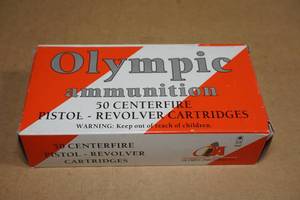 Olympic
ammunition
50 CENTERFIRE
PISTOL - REVOLVER CARTRIDGES
WARNING: Keep out of reach of children.
50 CENTERFIRE
PISTOL - REVOLVER
CARTRIDGES